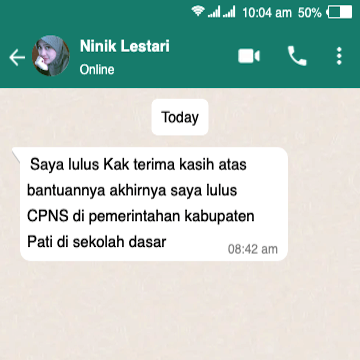 10:04 am 50%
Ninik Lestari
Online
Today
Saya lulus Kak terima kasih atas
bantuannya akhirnya saya lulus
CPNS di pemerintahan kabupaten
Pati di sekolah dasar
08:42 am